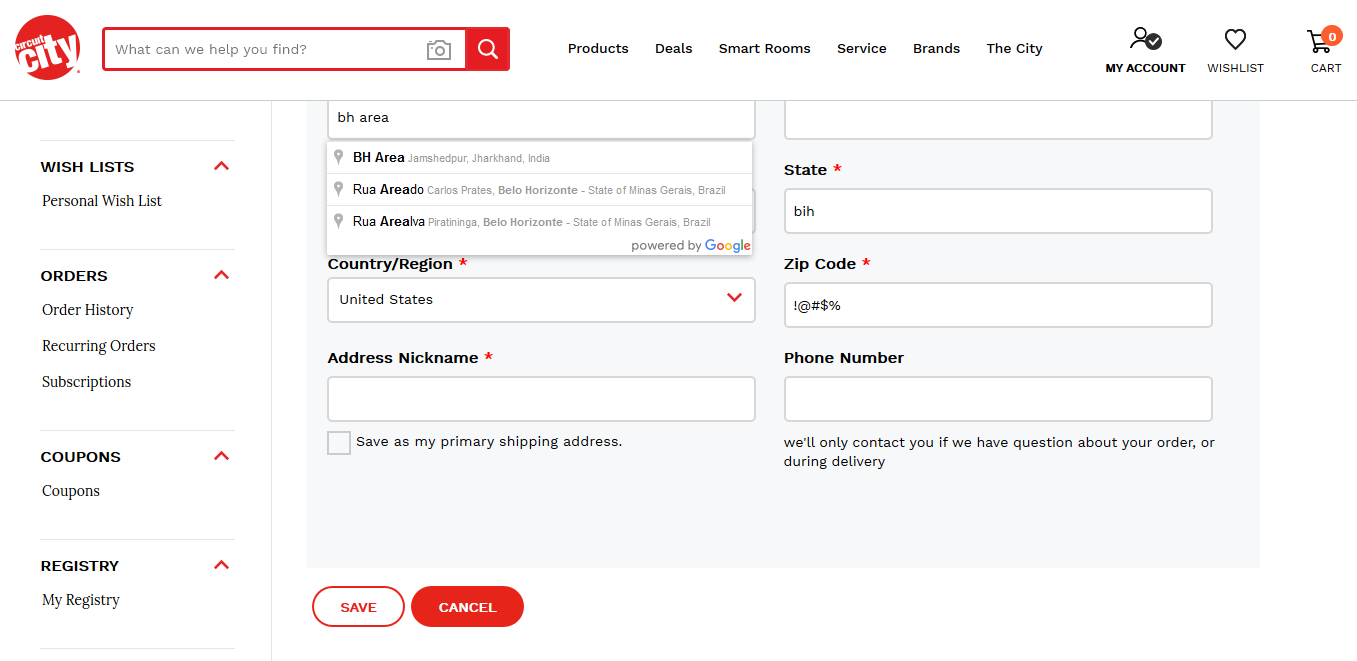 circuit city
What can we help you find?
Products Deals Smart Rooms Service Brands The City
MY ACCOUNT WISHLIST 0 CART
WISH LISTS
Personal Wish List
ORDERS
Order History
Recurring Orders
Subscriptions
COUPONS
Coupons
REGISTRY
My Registry
bh area
BH Area Jamshedpur, Jharkhand, India
Rua Areado Carlos Prates, Belo Horizonte - State of Minas Gerais, Brazil
Rua Arealva Piratininga, Belo Horizonte - State of Minas Gerais, Brazil
powered by Google
State *
bih
Country/Region *
United States
Zip Code *
!@#$%
Address Nickname *
Phone Number
Save as my primary shipping address.
we'll only contact you if we have question about your order, or
during delivery
SAVE CANCEL